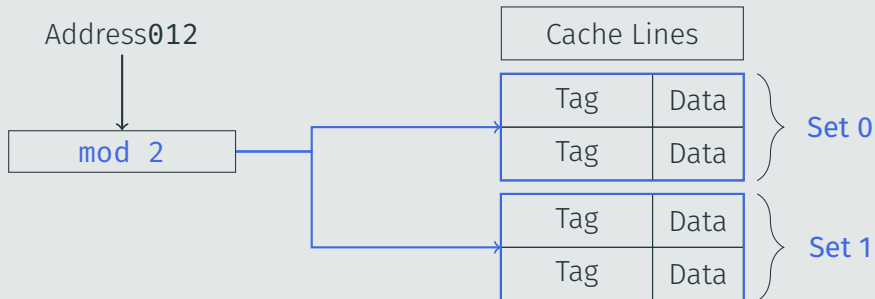 Address012
Cache Lines
mod 2
Tag Data
Tag Data
Set 0
Tag Data
Tag Data
Set 1